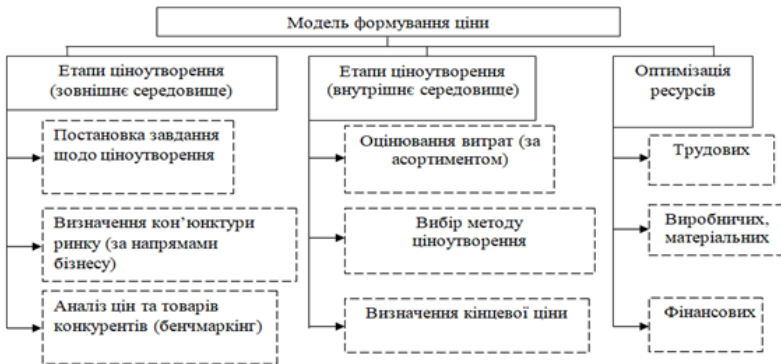 Модель формування ціни
Етапи ціноутворення
(зовнішнє середовище)
Постановка завдання
щодо ціноутворення
Визначення кон’юнктури
ринку (за напрямами
бізнесу)
Аналіз цін та товарів
конкурентів (бенчмаркінг)
Етапи ціноутворення
(внутрішнє середовище)
Оцінювання витрат (за
асортиментом)
Вибір методу
ціноутворення
Визначення кінцевої ціни
Оптимізація
ресурсів
Трудових
Виробничих,
матеріальних
Фінансових